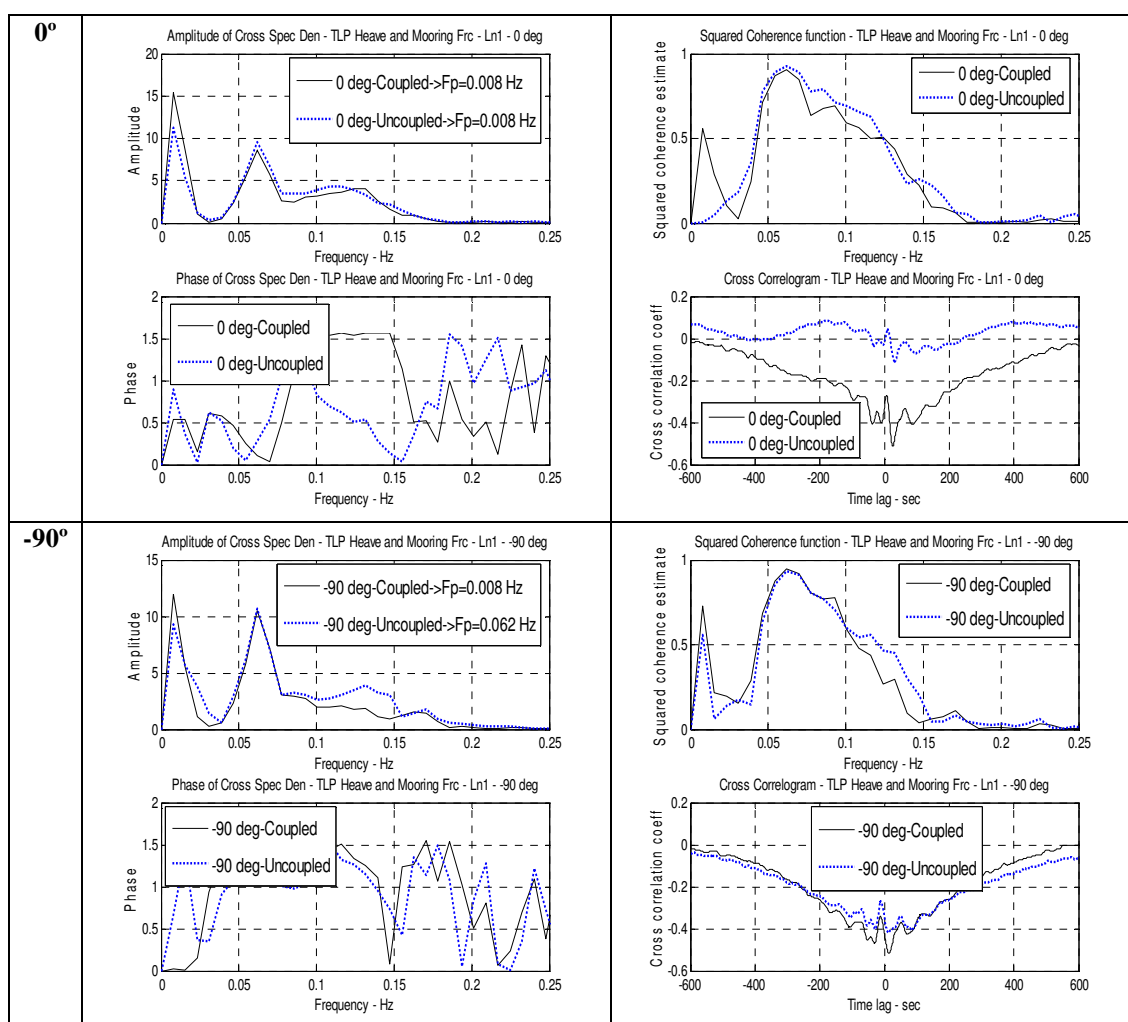 0º
Amplitude of Cross Spec Den - TLP Heave and Mooring Frc - Ln1 - 0 deg
20
15
10
5
0
Amplitude
0 deg-Coupled->Fp=0.008 Hz
0 deg-Uncoupled->Fp=0.008 Hz
0 0.05 0.1 0.15 0.2 0.25
Frequency - Hz
Squared Coherence function - TLP Heave and Mooring Frc - Ln1 - 0 deg
1
0.5
0
Squared coherence estimate
0 deg-Coupled
0 deg-Uncoupled
0 0.05 0.1 0.15 0.2 0.25
Frequency - Hz
Phase of Cross Spec Den - TLP Heave and Mooring Frc - Ln1 - 0 deg
2
1.5
1
0.5
0
Phase
0 deg-Coupled
0 deg-Uncoupled
0 0.05 0.1 0.15 0.2 0.25
Frequency - Hz
Cross Correlogram - TLP Heave and Mooring Frc - Ln1 - 0 deg
0.2
0
-0.2
-0.4
-0.6
Cross correlation coeff
0 deg-Coupled
0 deg-Uncoupled
-600 -400 -200 0 200 400 600
Time lag - sec
-90º
Amplitude of Cross Spec Den - TLP Heave and Mooring Frc - Ln1 - -90 deg
15
10
5
0
Amplitude
-90 deg-Coupled->Fp=0.008 Hz
-90 deg-Uncoupled->Fp=0.062 Hz
0 0.05 0.1 0.15 0.2 0.25
Frequency - Hz
Squared Coherence function - TLP Heave and Mooring Frc - Ln1 - -90 deg
1
0.5
0
Squared coherence estimate
-90 deg-Coupled
-90 deg-Uncoupled
0 0.05 0.1 0.15 0.2 0.25
Frequency - Hz
Phase of Cross Spec Den - TLP Heave and Mooring Frc - Ln1 - -90 deg
2
1.5
1
0.5
0
Phase
-90 deg-Coupled
-90 deg-Uncoupled
0 0.05 0.1 0.15 0.2 0.25
Frequency - Hz
Cross Correlogram - TLP Heave and Mooring Frc - Ln1 - -90 deg
0.2
0
-0.2
-0.4
-0.6
Cross correlation coeff
-90 deg-Coupled
-90 deg-Uncoupled
-600 -400 -200 0 200 400 600
Time lag - sec